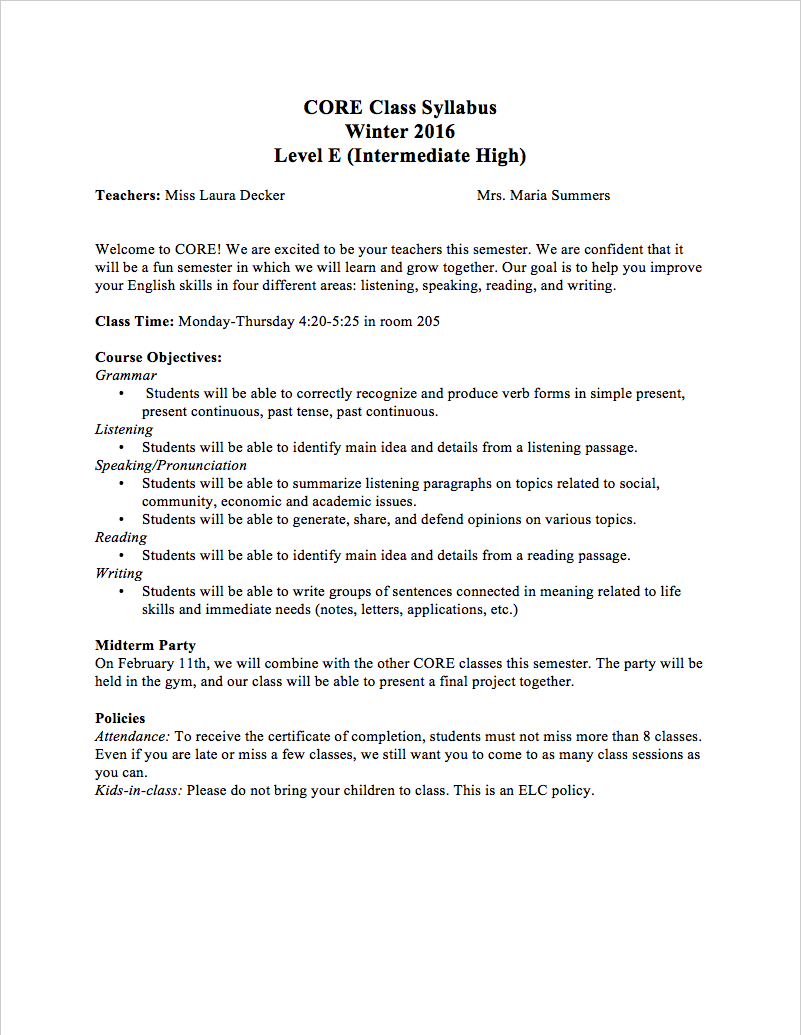 CORE Class Syllabus
Winter 2016
Level E (Intermediate High)
Teachers: Miss Laura Decker Mrs. Maria Summers
Welcome to CORE! We are excited to be your teachers this semester. We are confident that it
will be a fun semester in which we will learn and grow together. Our goal is to help you improve
your English skills in four different areas: listening, speaking, reading, and writing.
Class Time: Monday-Thursday 4:20-5:25 in room 205
Course Objectives:
Grammar
• Students will be able to correctly recognize and produce verb forms in simple present,
present continuous, past tense, past continuous.
Listening
• Students will be able to identify main idea and details from a listening passage.
Speaking/Pronunciation
• Students will be able to summarize listening paragraphs on topics related to social,
community, economic and academic issues.
• Students will be able to generate, share, and defend opinions on various topics.
Reading
• Students will be able to identify main idea and details from a reading passage.
Writing
• Students will be able to write groups of sentences connected in meaning related to life
skills and immediate needs (notes, letters, applications, etc.)
Midterm Party
On February 11th, we will combine with the other CORE classes this semester. The party will be
held in the gym, and our class will be able to present a final project together.
Policies
Attendance: To receive the certificate of completion, students must not miss more than 8 classes.
Even if you are late or miss a few classes, we still want you to come to as many class sessions as
you can.
Kids-in-class: Please do not bring your children to class. This is an ELC policy.